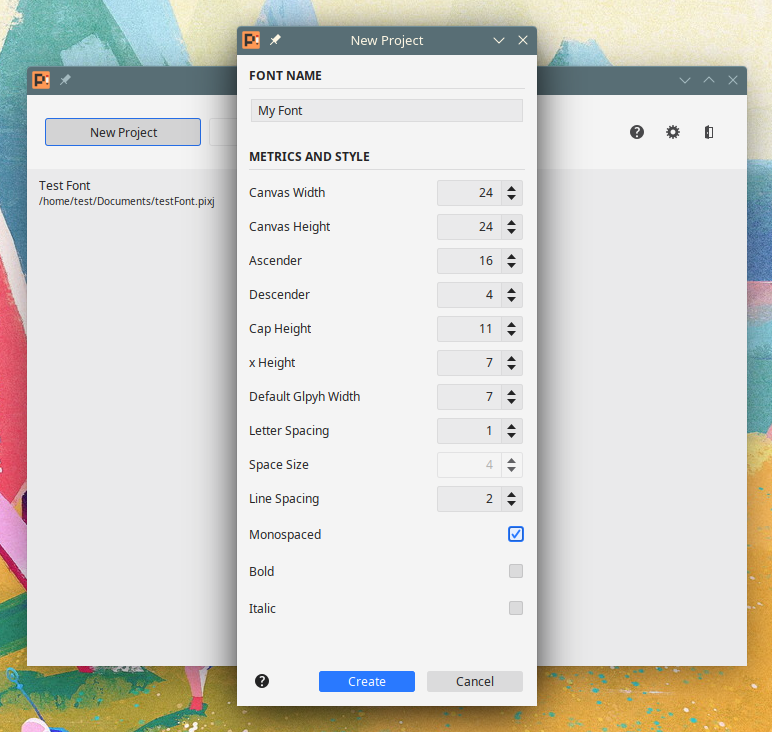 New Project
FONT NAME
My Font
METRICS AND STYLE
Canvas Width 24
Canvas Height 24
Ascender 16
Descender 4
Cap Height 11
x Height 7
Default Glpyh Width 7
Letter Spacing 1
Space Size 4
Line Spacing 2
Monospaced
Bold
Italic
Create Cancel
New Project
Test Font
/home/test/Documents/testFont.pixj